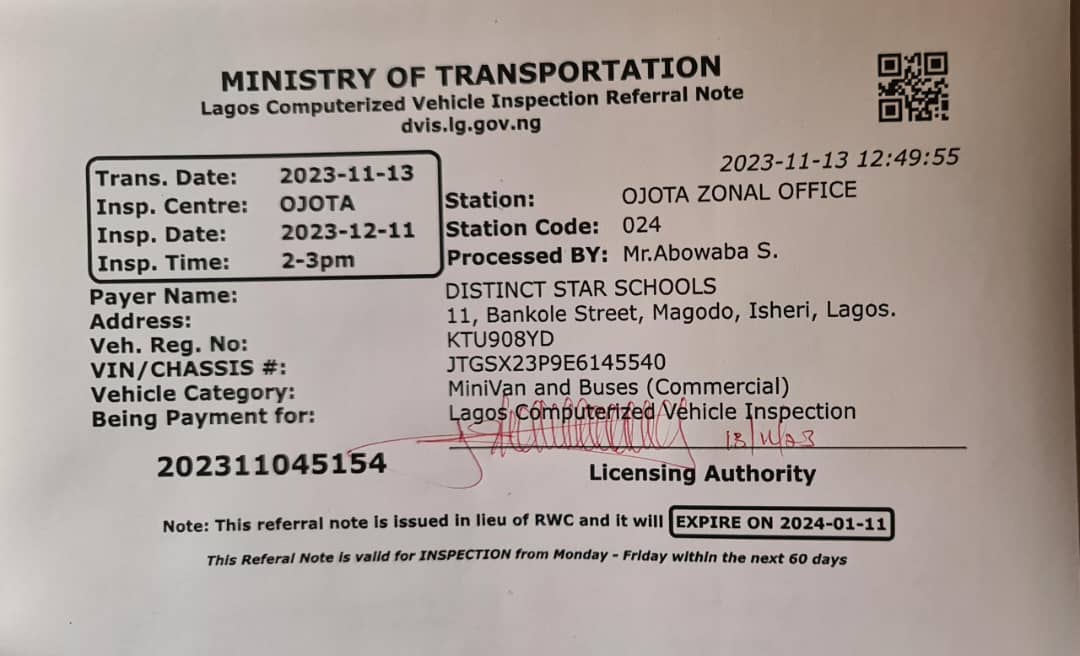 MINISTRY OF TRANSPORTATION
Lagos Computerized Vehicle Inspection Referral Note
dvis.lg.gov.ng
2023-11-13 12:49:55
Trans. Date: 2023-11-13
Insp. Centre: OJOTA
Insp. Date: 2023-12-11
Insp. Time: 2-3pm
Station: OJOTA ZONAL OFFICE
Station Code: 024
Processed BY: Mr.Abowaba S.
Payer Name: DISTINCT STAR SCHOOLS
Address: 11, Bankole Street, Magodo, Isheri, Lagos.
Veh. Reg. No: KTU908YD
VIN/CHASSIS #: JTGSX23P9E6145540
Vehicle Category: MiniVan and Buses (Commercial)
Being Payment for: Lagos Computerized Vehicle Inspection
13/11/23
202311045154
Licensing Authority
Note: This referral note is issued in lieu of RWC and it will EXPIRE ON 2024-01-11
This Referal Note is valid for INSPECTION from Monday - Friday within the next 60 days